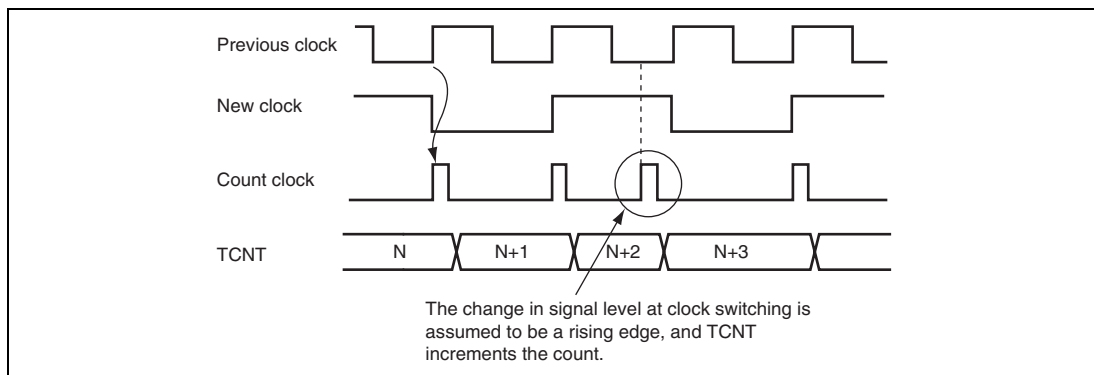 Previous clock
New clock
Count clock
TCNT
N
N+1
N+2
N+3
The change in signal level at clock switching is
assumed to be a rising edge, and TCNT
increments the count.